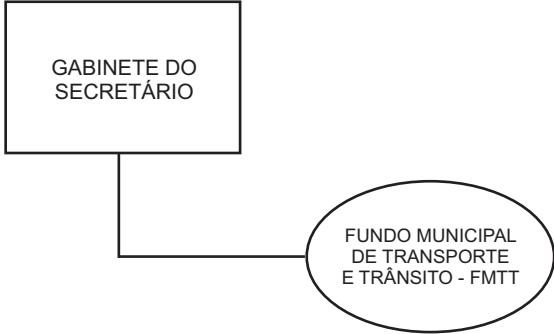 GABINETE DO
SECRETÁRIO
FUNDO MUNICIPAL
DE TRANSPORTE
E TRÂNSITO - FMTT